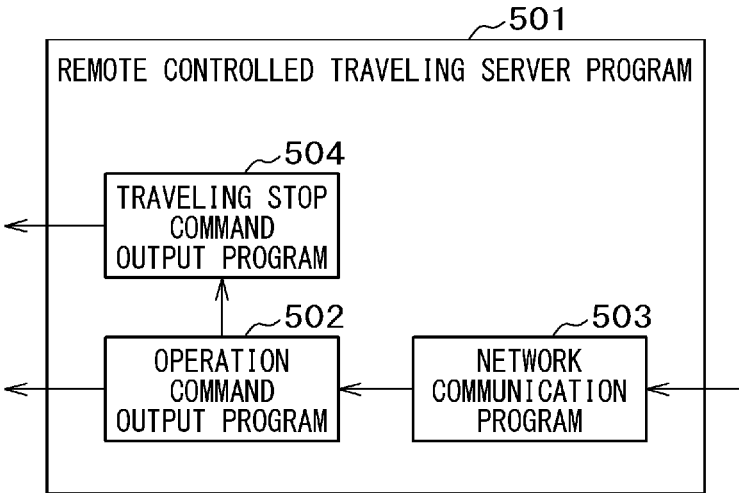 501
REMOTE CONTROLLED TRAVELING SERVER PROGRAM
504
TRAVELING STOP
COMMAND
OUTPUT PROGRAM
502
OPERATION
COMMAND
OUTPUT PROGRAM
503
NETWORK
COMMUNICATION
PROGRAM